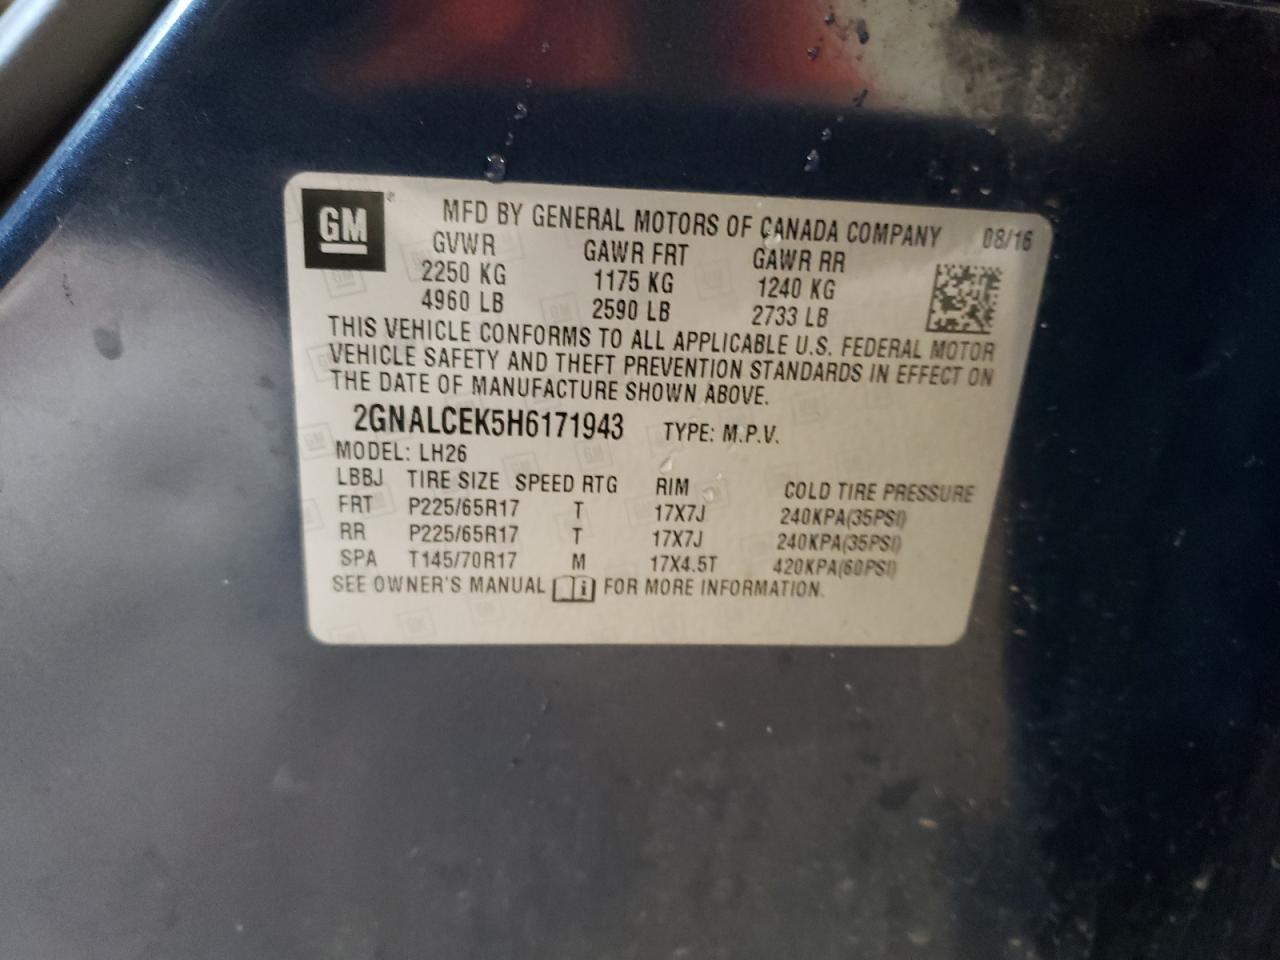 GM
MFD BY GENERAL MOTORS OF CANADA COMPANY 08/16
GVWR GAWR FRT GAWR RR
2250 KG 1175 KG 1240 KG
4960 LB 2590 LB 2733 LB
THIS VEHICLE CONFORMS TO ALL APPLICABLE U.S. FEDERAL MOTOR
VEHICLE SAFETY AND THEFT PREVENTION STANDARDS IN EFFECT ON
THE DATE OF MANUFACTURE SHOWN ABOVE.
2GNALCEK5H6171943 TYPE: M.P.V.
MODEL: LH26
LBBJ TIRE SIZE SPEED RTG RIM COLD TIRE PRESSURE
FRT P225/65R17 T 17X7J 240KPA(35PSI)
RR P225/65R17 T 17X7J 240KPA(35PSI)
SPA T145/70R17 M 17X4.5T 420KPA(60PSI)
SEE OWNER'S MANUAL i FOR MORE INFORMATION.